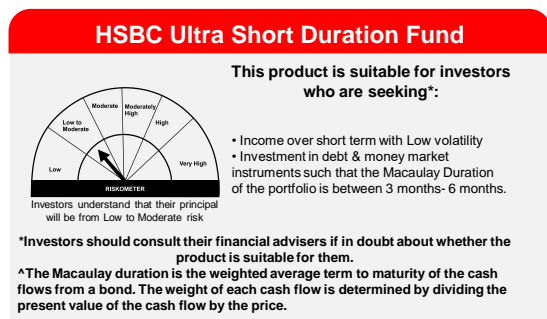 HSBC Ultra Short Duration Fund
This product is suitable for investors
who are seeking*:
Low
Low to
Moderate
Moderate
Moderately
High
High
Very High
RISKOMETER
Investors understand that their principal
will be from Low to Moderate risk
• Income over short term with Low volatility
• Investment in debt & money market
instruments such that the Macaulay Duration
of the portfolio is between 3 months- 6 months.
*Investors should consult their financial advisers if in doubt about whether the
product is suitable for them.
^The Macaulay duration is the weighted average term to maturity of the cash
flows from a bond. The weight of each cash flow is determined by dividing the
present value of the cash flow by the price.